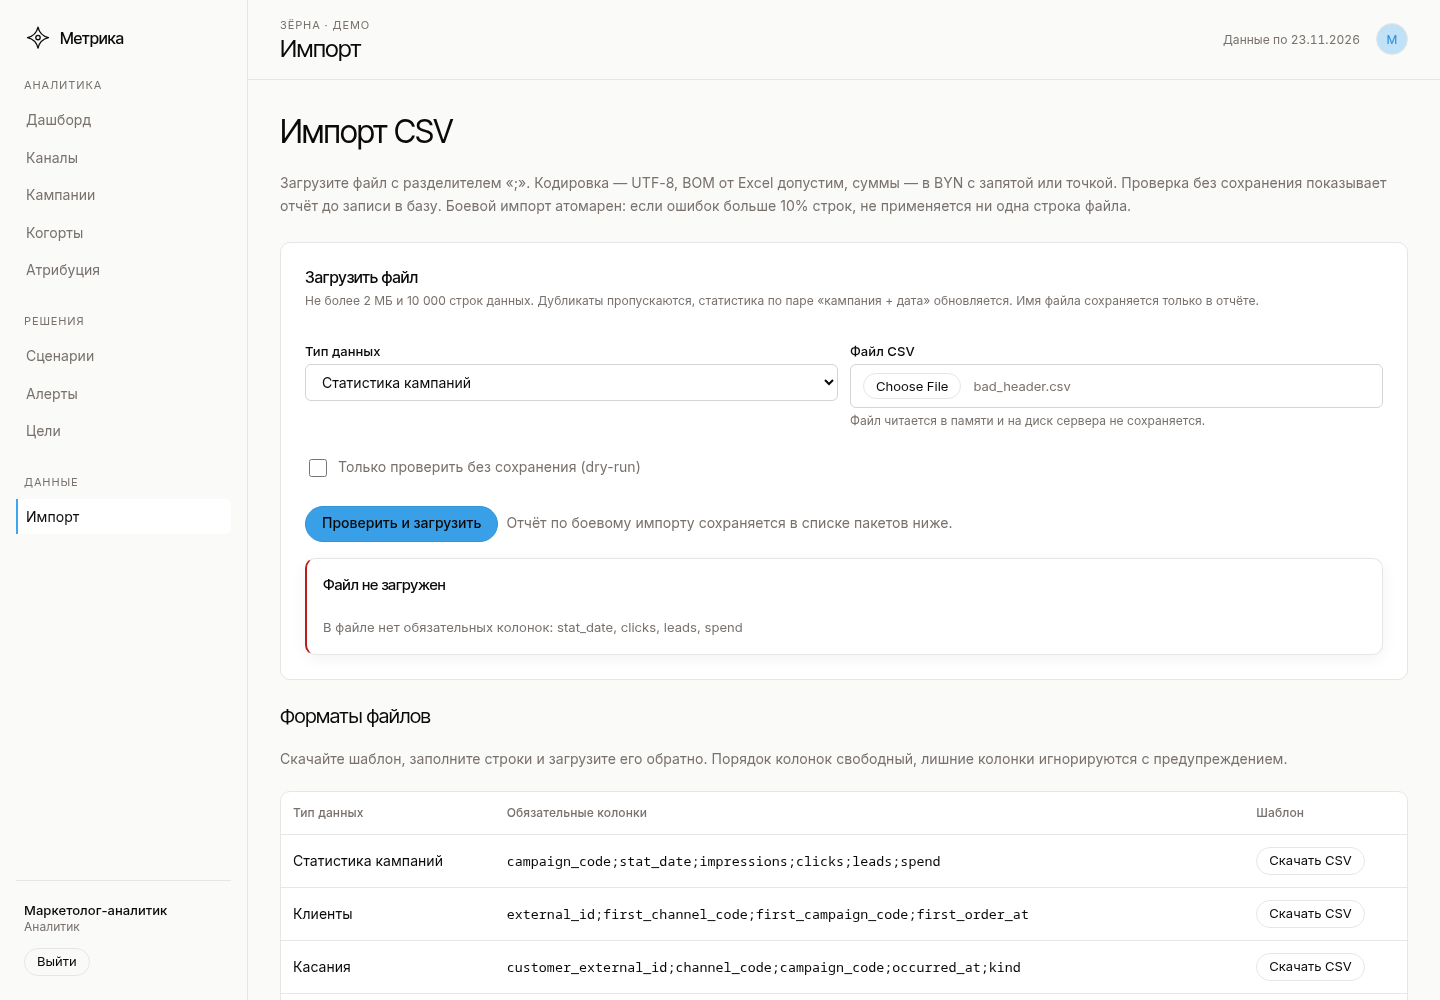 Метрика
АНАЛИТИКА
Дашборд
Каналы
Кампании
Когорты
Атрибуция
РЕШЕНИЯ
Сценарии
Алерты
Цели
ДАННЫЕ
Импорт
Маркетолог-аналитик
Аналитик
Выйти
ЗЁРНА · ДЕМО
Импорт
Данные по 23.11.2026
М
Импорт CSV
Загрузите файл с разделителем «;». Кодировка — UTF-8, BOM от Excel допустим, суммы — в BYN с запятой или точкой. Проверка без сохранения показывает
отчёт до записи в базу. Боевой импорт атомарен: если ошибок больше 10% строк, не применяется ни одна строка файла.
Загрузить файл
Не более 2 МБ и 10 000 строк данных. Дубликаты пропускаются, статистика по паре «кампания + дата» обновляется. Имя файла сохраняется только в отчёте.
Тип данных
Статистика кампаний
Файл CSV
Choose File bad_header.csv
Файл читается в памяти и на диск сервера не сохраняется.
Только проверить без сохранения (dry-run)
Проверить и загрузить Отчёт по боевому импорту сохраняется в списке пакетов ниже.
Файл не загружен
В файле нет обязательных колонок: stat_date, clicks, leads, spend
Форматы файлов
Скачайте шаблон, заполните строки и загрузите его обратно. Порядок колонок свободный, лишние колонки игнорируются с предупреждением.
Тип данных Обязательные колонки Шаблон
Статистика кампаний campaign_code;stat_date;impressions;clicks;leads;spend Скачать CSV
Клиенты external_id;first_channel_code;first_campaign_code;first_order_at Скачать CSV
Касания customer_external_id;channel_code;campaign_code;occurred_at;kind Скачать CSV